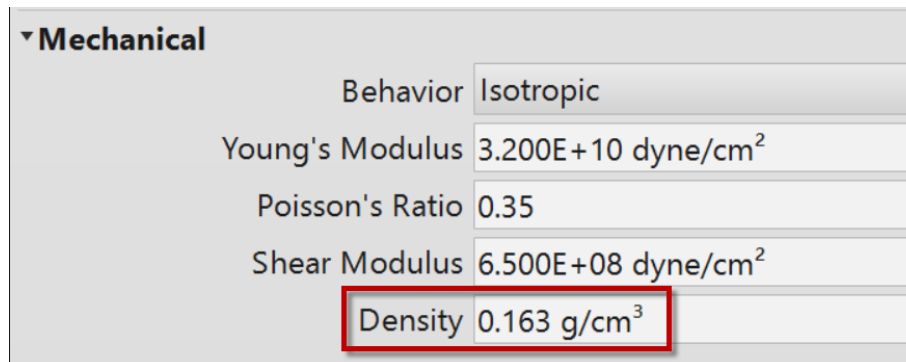 Mechanical
Behavior Isotropic
Young's Modulus 3.200E+10 dyne/cm²
Poisson's Ratio 0.35
Shear Modulus 6.500E+08 dyne/cm²
Density 0.163 g/cm³